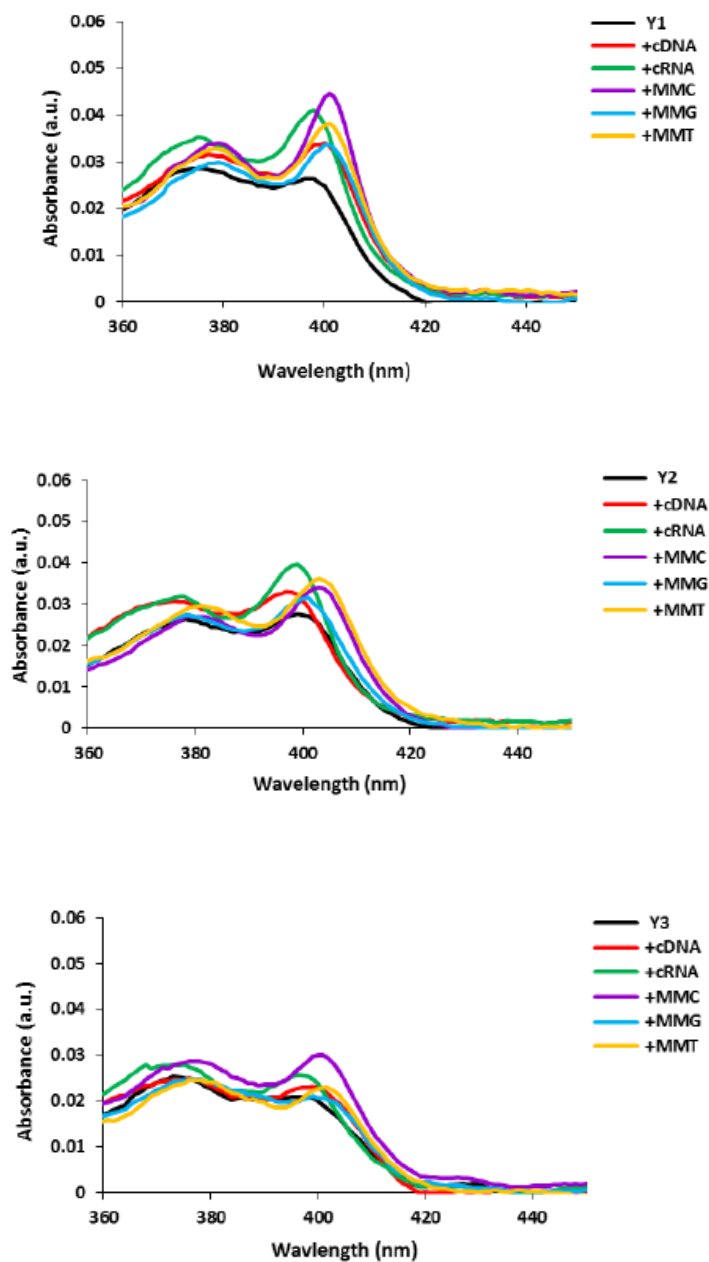 0.06
0.05
0.04
0.03
0.02
0.01
0
Absorbance (a.u.)
360
380
400
420
440
Wavelength (nm)
Y1
+cDNA
+cRNA
+MMC
+MMG
+MMT
0.06
0.05
0.04
0.03
0.02
0.01
0
Absorbance (a.u.)
360
380
400
420
440
Wavelength (nm)
Y2
+cDNA
+cRNA
+MMC
+MMG
+MMT
0.06
0.05
0.04
0.03
0.02
0.01
0
Absorbance (a.u.)
360
380
400
420
440
Wavlength (nm)
Y3
+cDNA
+cRNA
+MMC
+MMG
+MMT